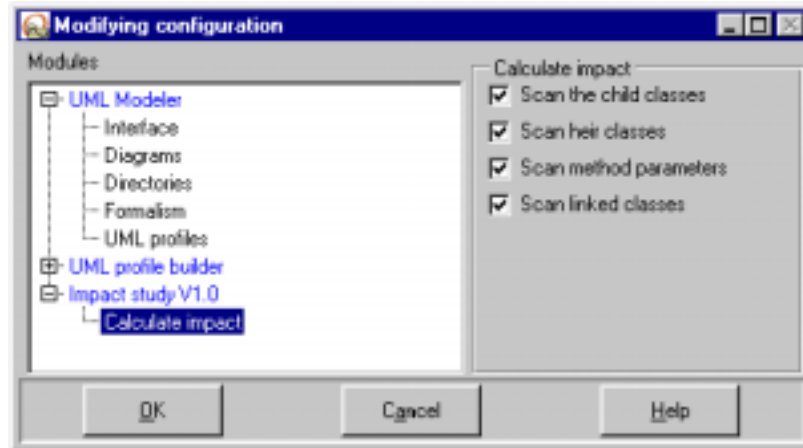 Modifying configuration
Modules
UML Modeler
Interface
Diagrams
Directories
Formalism
UML profiles
UML profile builder
Impact study V1.0
Calculate impact
Calculate impact
Scan the child classes
Scan heir classes
Scan method parameters
Scan linked classes
OK
Cancel
Help